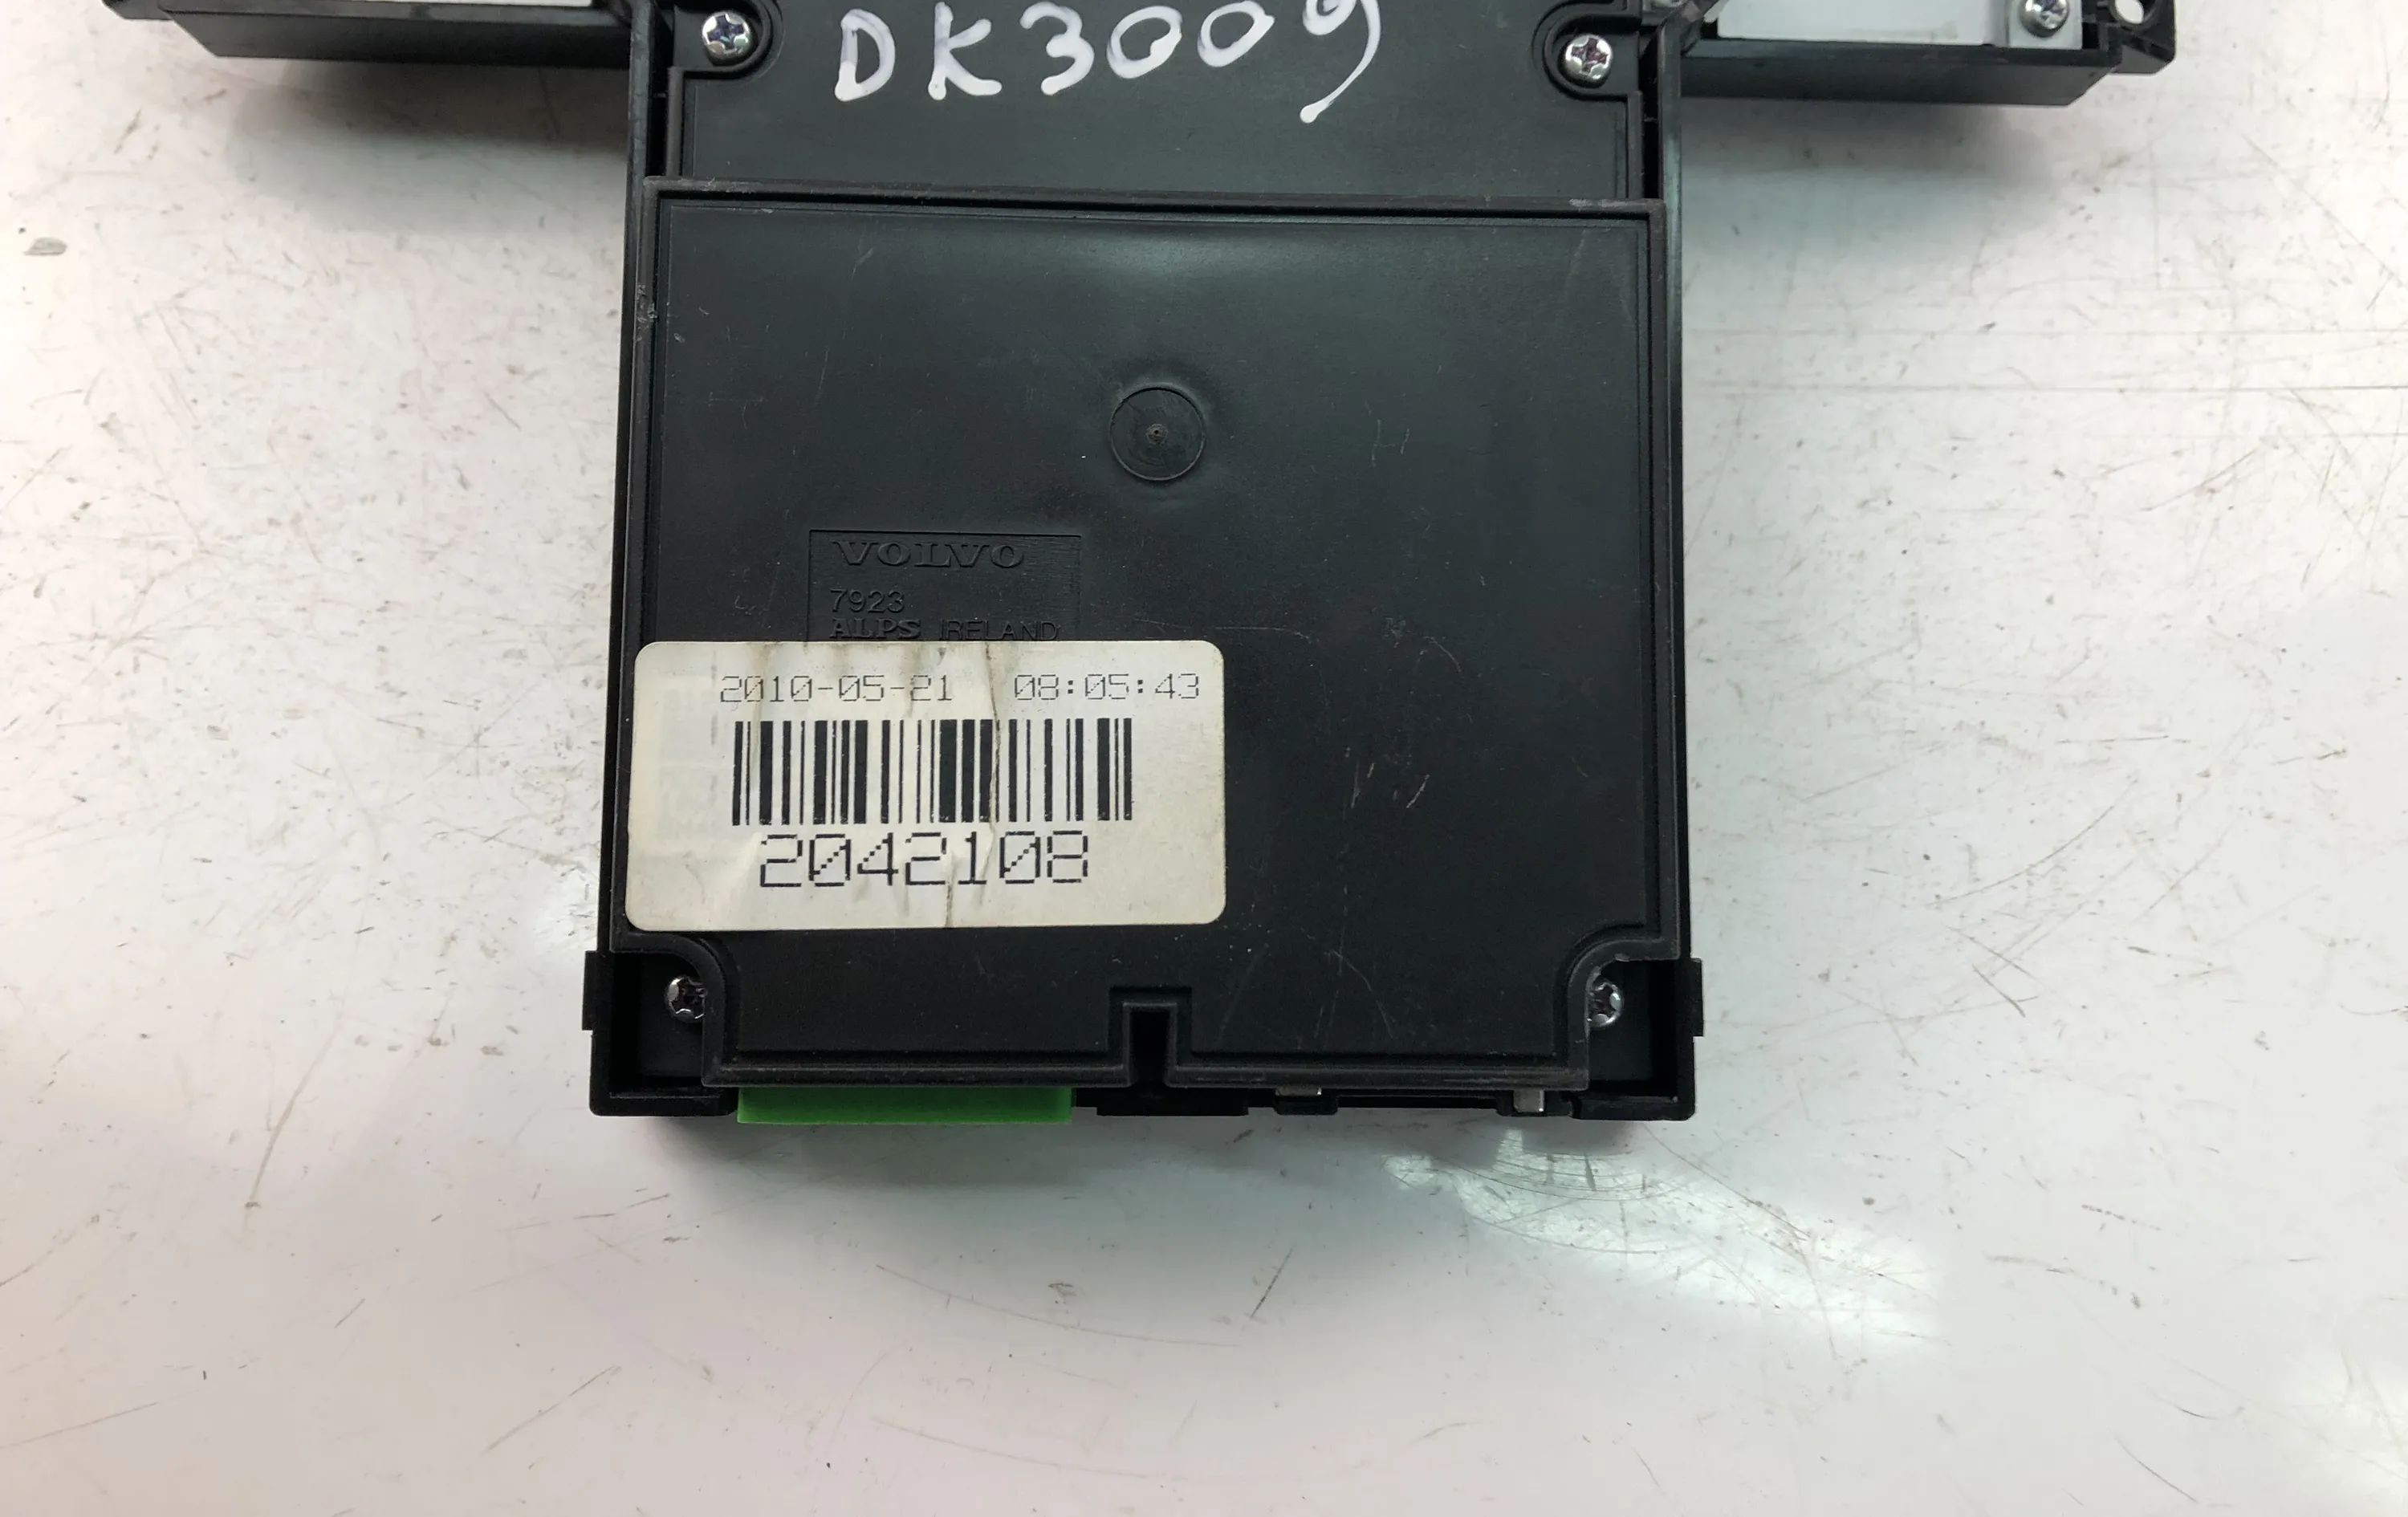 DK3009
VOLVO
7923
ALPS IRELAND
2010-05-21 08:05:43
2042108